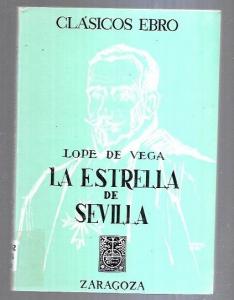 CLÁSICOS EBRO
LOPE DE VEGA
LA ESTRELLA
DE
SEVILLA
ZARAGOZA